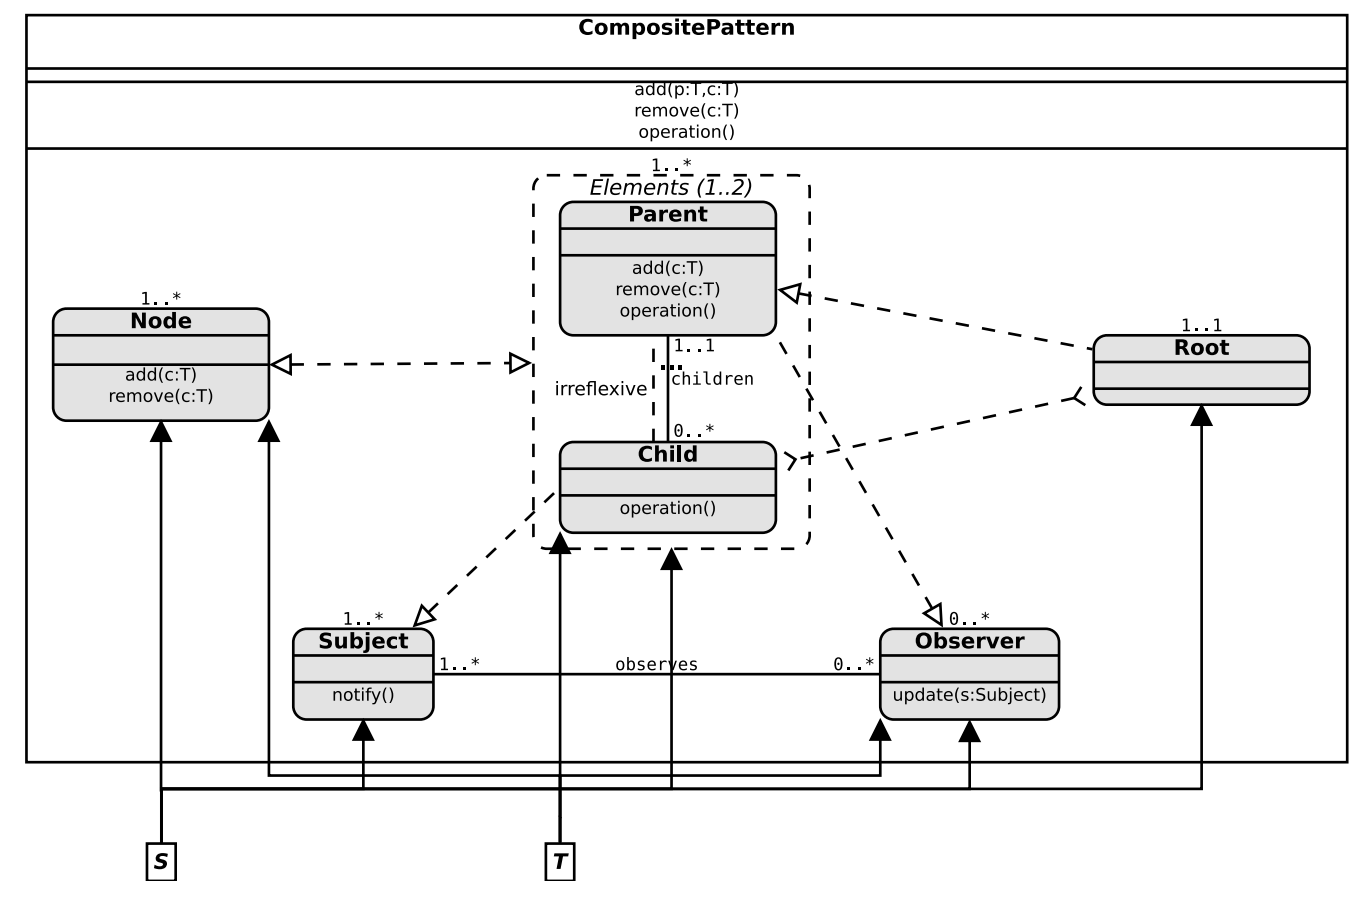 CompositePattern
add(p:T,c:T)
remove(c:T)
operation()
1..*
Elements (1..2)
Parent
add(c:T)
remove(c:T)
operation()
1..*
Node
add(c:T)
remove(c:T)
1..1
Root
1..1
children
irreflexive
0..*
Child
operation()
1..*
Subject
notify()
1..*
observes
0..*
0..*
Observer
update(s:Subject)
S
T